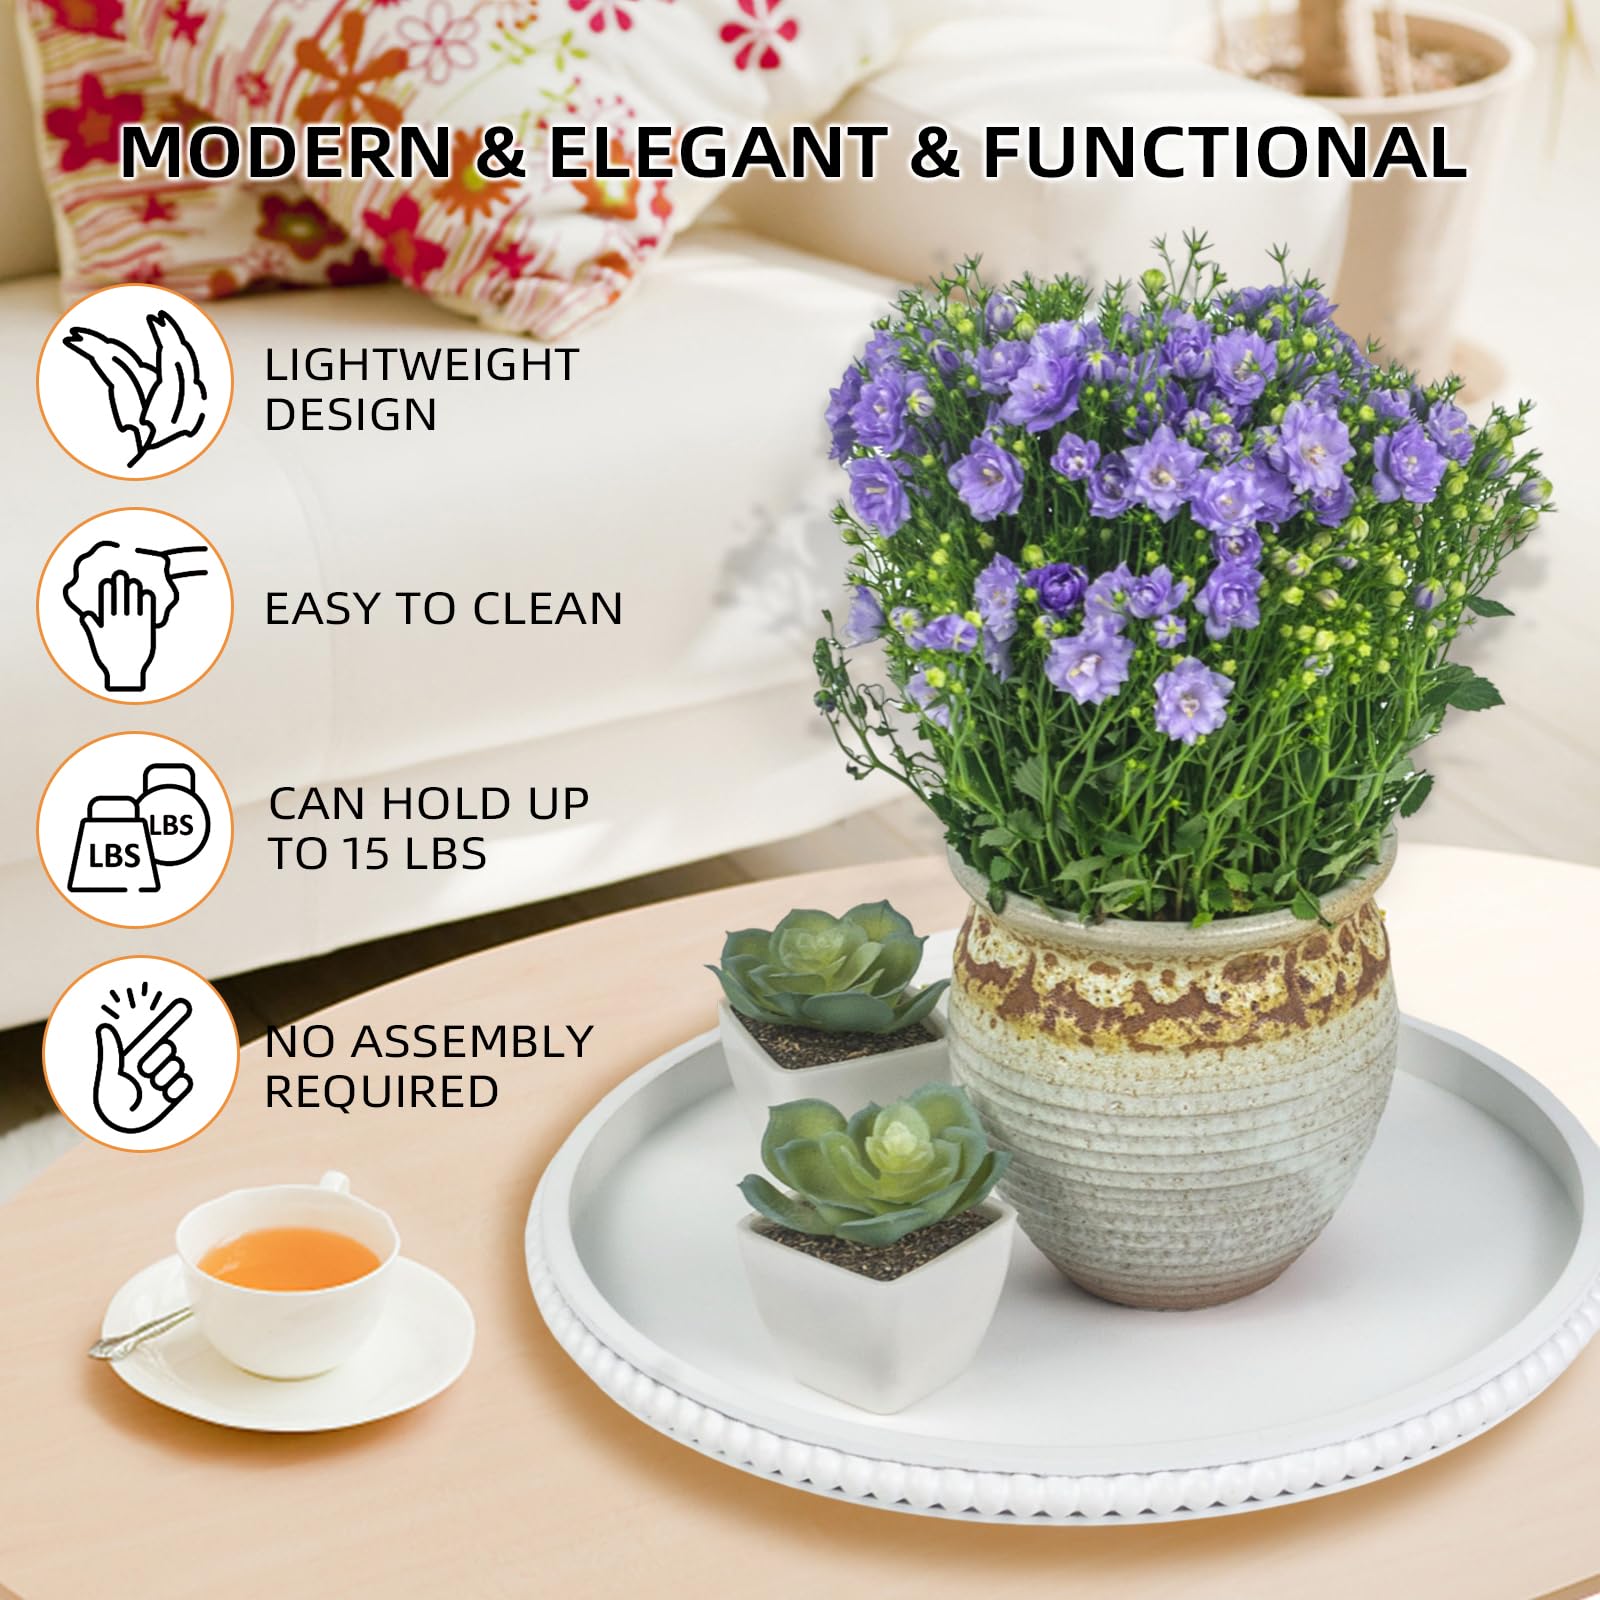 MODERN & ELEGANT & FUNCTIONAL
LIGHTWEIGHT
DESIGN
EASY TO CLEAN
LBS
LBS
CAN HOLD UP
TO 15 LBS
NO ASSEMBLY
REQUIRED